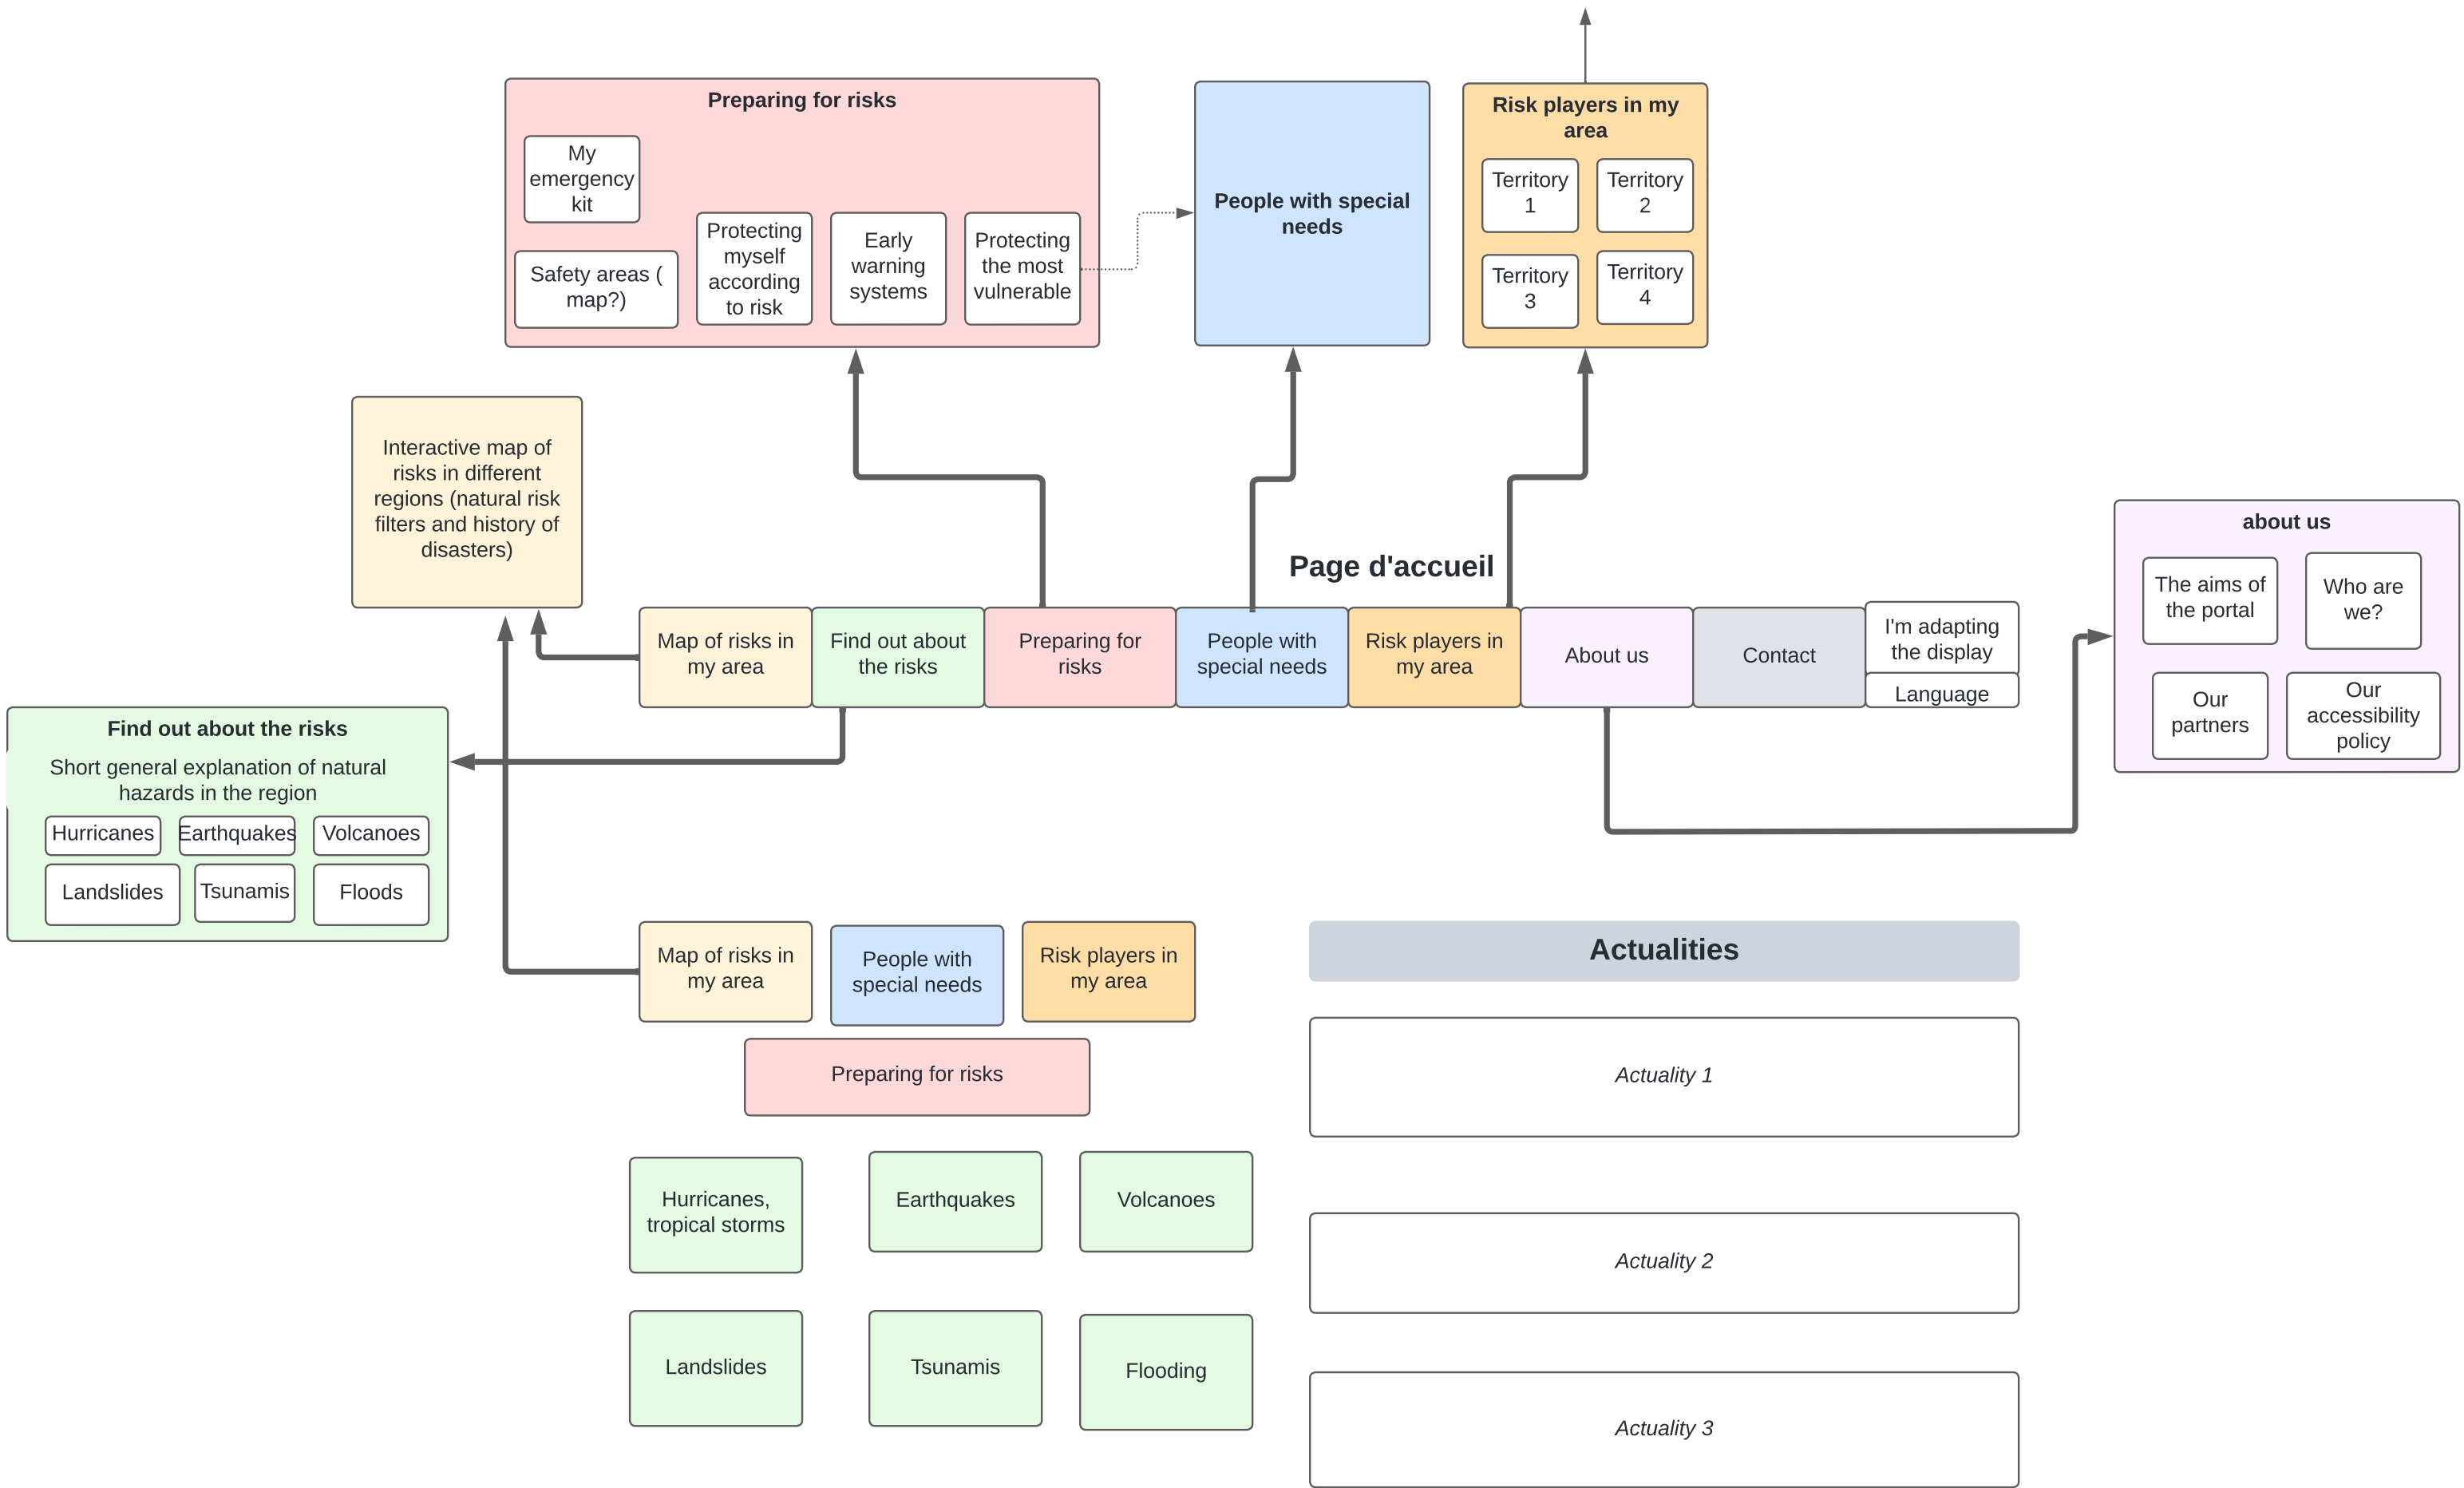 Preparing for risks
My
emergency
kit
Safety areas (
map?)
Protecting
myself
according
to risk
Early
warning
systems
Protecting
the most
vulnerable
People with special
needs
Risk players in my
area
Territory
1
Territory
2
Territory
3
Territory
4
Interactive map of
risks in different
regions (natural risk
filters and history of
disasters)
Page d'accueil
Map of risks in
my area
Find out about
the risks
Preparing for
risks
People with
special needs
Risk players in
my area
About us
Contact
I'm adapting
the display
Language
about us
The aims of
the portal
Who are
we?
Our
partners
Our
accessibility
policy
Find out about the risks
Short general explanation of natural
hazards in the region
Hurricanes
Earthquakes
Volcanoes
Landslides
Tsunamis
Floods
Map of risks in
my area
People with
special needs
Risk players in
my area
Preparing for risks
Hurricanes,
tropical storms
Earthquakes
Volcanoes
Landslides
Tsunamis
Flooding
Actualities
Actuality 1
Actuality 2
Actuality 3